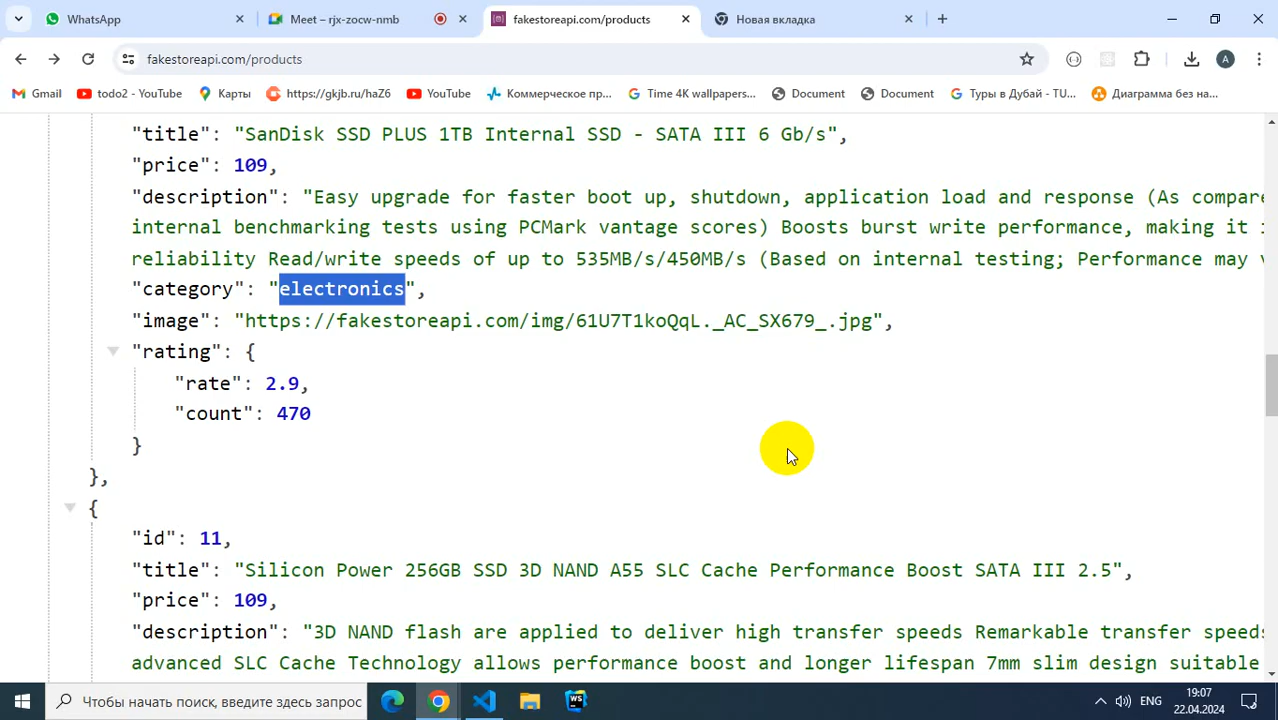 WhatsApp
Meet – rjx-zocw-nmb
fakestoreapi.com/products
Новая вкладка
fakestoreapi.com/products
A
Gmail
todo2 - YouTube
Карты
https://gkjb.ru/haZ6
YouTube
Коммерческое пр...
Time 4K wallpapers...
Document
Document
Туры в Дубай - TU...
Диаграмма без на...
"title": "SanDisk SSD PLUS 1TB Internal SSD - SATA III 6 Gb/s",
"price": 109,
"description": "Easy upgrade for faster boot up, shutdown, application load and response (As compare
internal benchmarking tests using PCMark vantage scores) Boosts burst write performance, making it i
reliability Read/write speeds of up to 535MB/s/450MB/s (Based on internal testing; Performance may v
"category": "electronics",
"image": "https://fakestoreapi.com/img/61U7T1koQqL._AC_SX679_.jpg",
"rating": {
"rate": 2.9,
"count": 470
}
},
{
"id": 11,
"title": "Silicon Power 256GB SSD 3D NAND A55 SLC Cache Performance Boost SATA III 2.5",
"price": 109,
"description": "3D NAND flash are applied to deliver high transfer speeds Remarkable transfer speeds
advanced SLC Cache Technology allows performance boost and longer lifespan 7mm slim design suitable
Чтобы начать поиск, введите здесь запрос
WS
ENG
19:07
22.04.2024